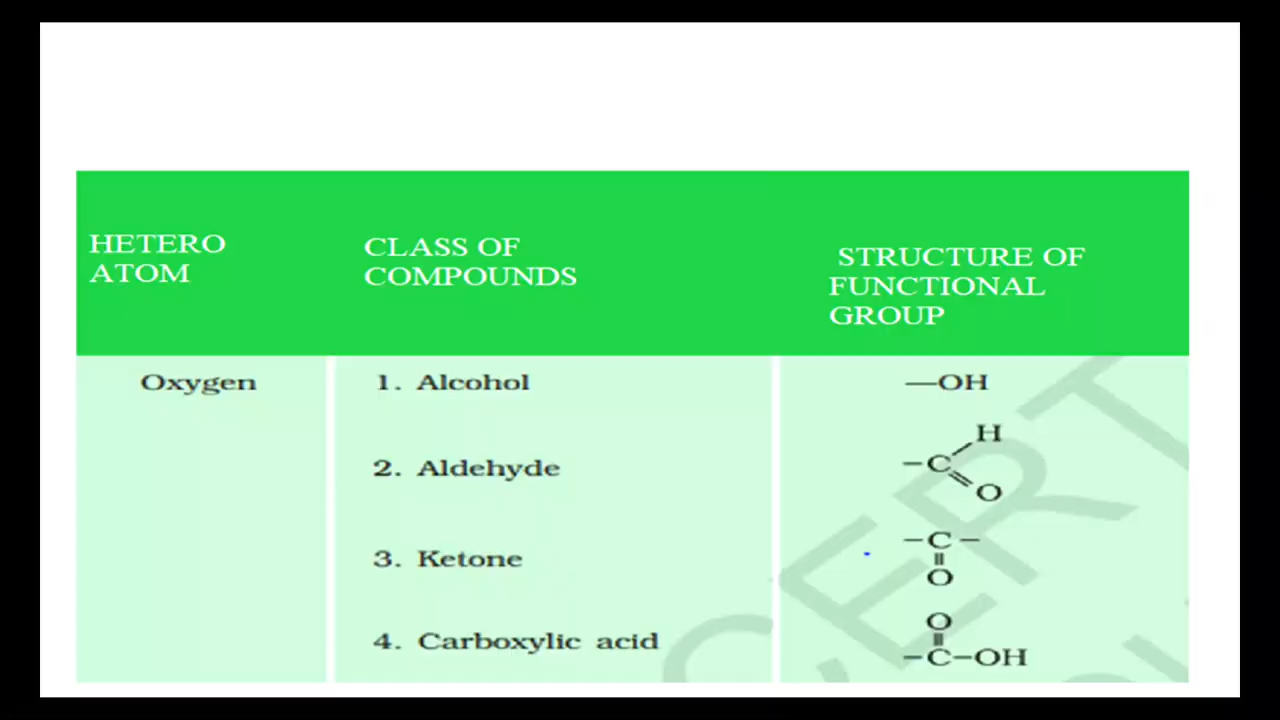 HETERO
ATOM
CLASS OF
COMPOUNDS
STRUCTURE OF
FUNCTIONAL
GROUP
Oxygen
1. Alcohol
—OH
2. Aldehyde
H
–C
O
3. Ketone
–C–
O
4. Carboxylic acid
O
–C–OH
CERT